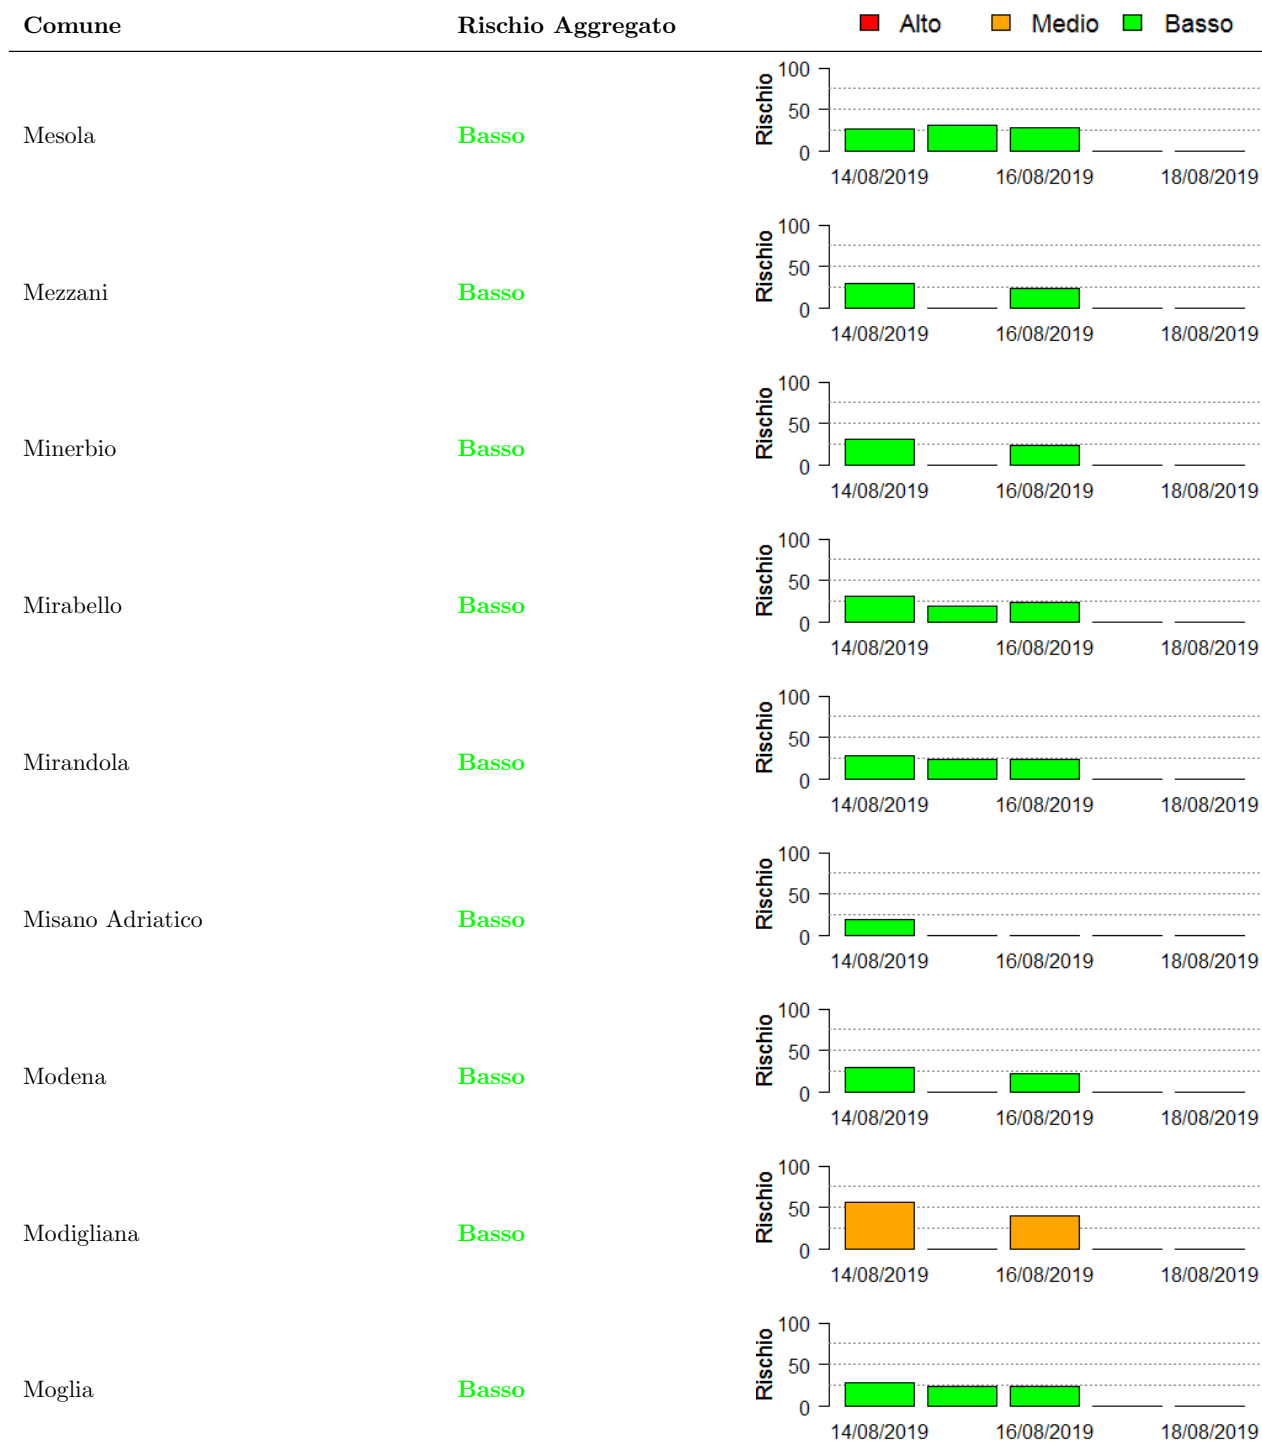 Comune Rischio Aggregato Alto Medio Basso
Mesola Basso Rischio 100 50 0
14/08/2019 16/08/2019 18/08/2019
Mezzani Basso Rischio 100 50 0
14/08/2019 16/08/2019 18/08/2019
Minerbio Basso Rischio 100 50 0
14/08/2019 16/08/2019 18/08/2019
Mirabello Basso Rischio 100 50 0
14/08/2019 16/08/2019 18/08/2019
Mirandola Basso Rischio 100 50 0
14/08/2019 16/08/2019 18/08/2019
Misano Adriatico Basso Rischio 100 50 0
14/08/2019 16/08/2019 18/08/2019
Modena Basso Rischio 100 50 0
14/08/2019 16/08/2019 18/08/2019
Modigliana Basso Rischio 100 50 0
14/08/2019 16/08/2019 18/08/2019
Moglia Basso Rischio 100 50 0
14/08/2019 16/08/2019 18/08/2019